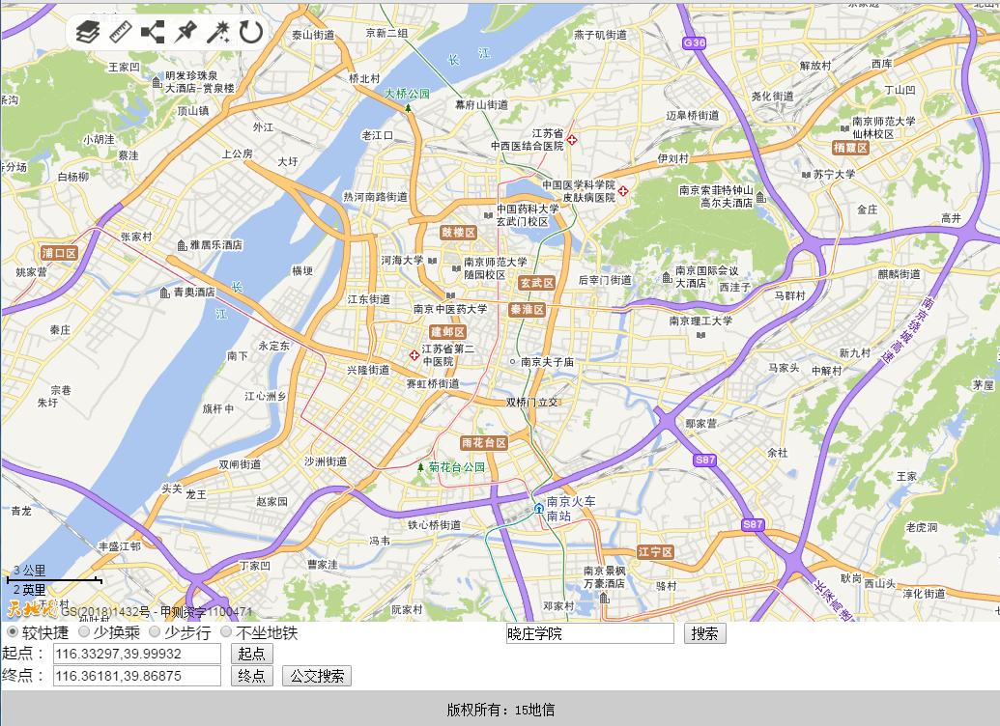 泰山街道
京新二组
燕子矶街道
G36
长
江
王家凹
明发珍珠泉
大酒店-赏泉楼
桥北村
解放村
西库
丁山凹
大桥公园
幕府山街道
尧化街道
顶山镇
外江
老江口
迈皋桥街道
南京师范大学
仙林校区
江苏省
中西医结合医院
栖霞区
小胡洼
蔡洼
上公房
大圩
伊刘村
白杨柳
苏宁大学
中国医学科学院
皮肤病医院
南京索菲特钟山
高尔夫酒店
热河南路街道
中国药科大学
玄武门校区
金庄
高井
张家村
鼓楼区
雅居乐酒店
浦口区
河海大学
南京师范大学
随园校区
姚家营
横埂
南京国际会议
大酒店
后宰门街道
西洼子
麒麟街道
玄武区
青奥酒店
长
江
江东街道
马群村
南京中医药大学
秦淮区
南京理工大学
南京绕城高速
秦庄
建邺区
永定东
江苏省第二
中医院
南下
兴隆街道
南京夫子庙
新九村
马家头
中解村
茅屋
宗巷
朱圩
江心洲乡
赛虹桥街道
双桥门立交
旗杆中
鄢家营
雨花台区
余社
双闸街道
沙洲街道
菊花台公园
S87
王家
头关
龙王
赵家园
南京火车
南站
青龙
铁心桥街道
S87
老虎洞
冯韦
丰盛江邨
江宁区
丁家凹
曹家洼
南京景枫
万豪酒店
骆村
耿岗
西山头
淳化街道
长深高速
阮家村
邓家村
3 公里
2 英里
天地图
GS(2018)1432号 - 甲测资字1100471
较快捷 少换乘 少步行 不坐地铁
晓庄学院 搜索
起点： 116.33297,39.99932 起点
终点： 116.36181,39.86875 终点 公交搜索
版权所有：15地信